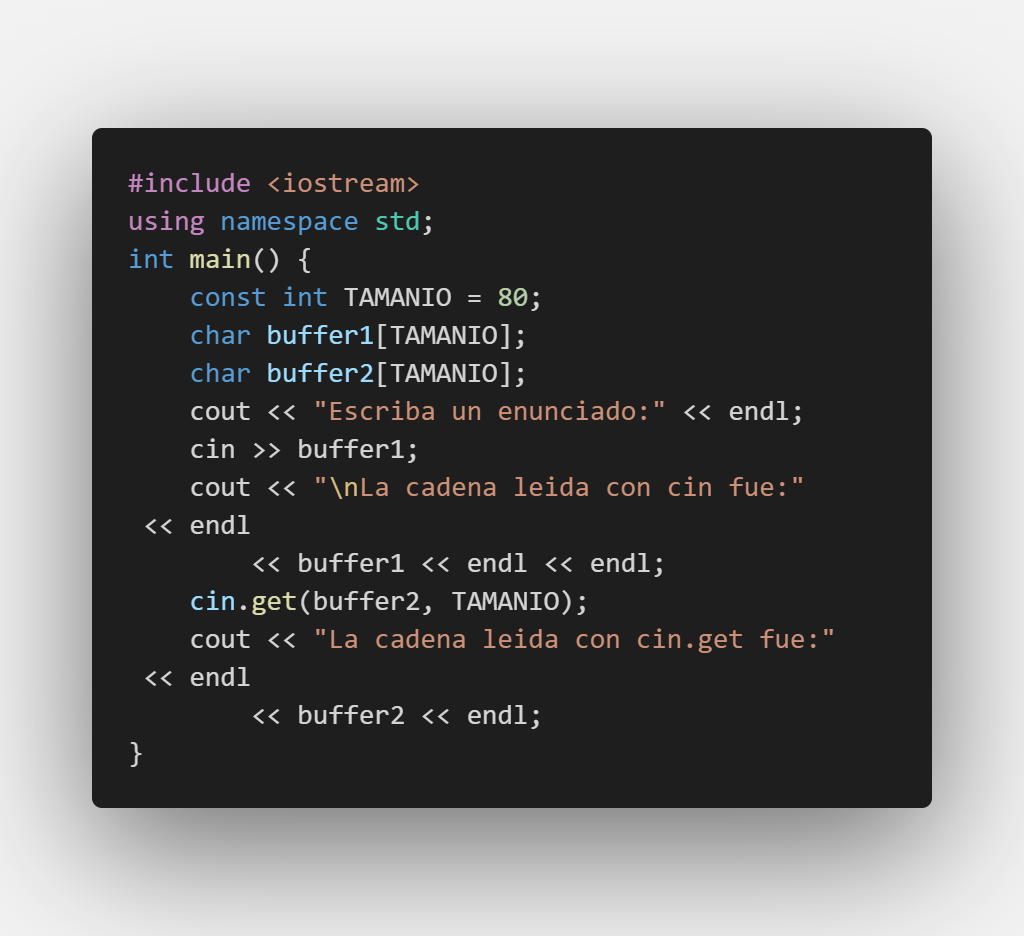 #include <iostream>
using namespace std;
int main() {
    const int TAMANIO = 80;
    char buffer1[TAMANIO];
    char buffer2[TAMANIO];
    cout << "Escriba un enunciado:" << endl;
    cin >> buffer1;
    cout << "\nLa cadena leida con cin fue:"
 << endl
        << buffer1 << endl << endl;
    cin.get(buffer2, TAMANIO);
    cout << "La cadena leida con cin.get fue:"
 << endl
        << buffer2 << endl;
}